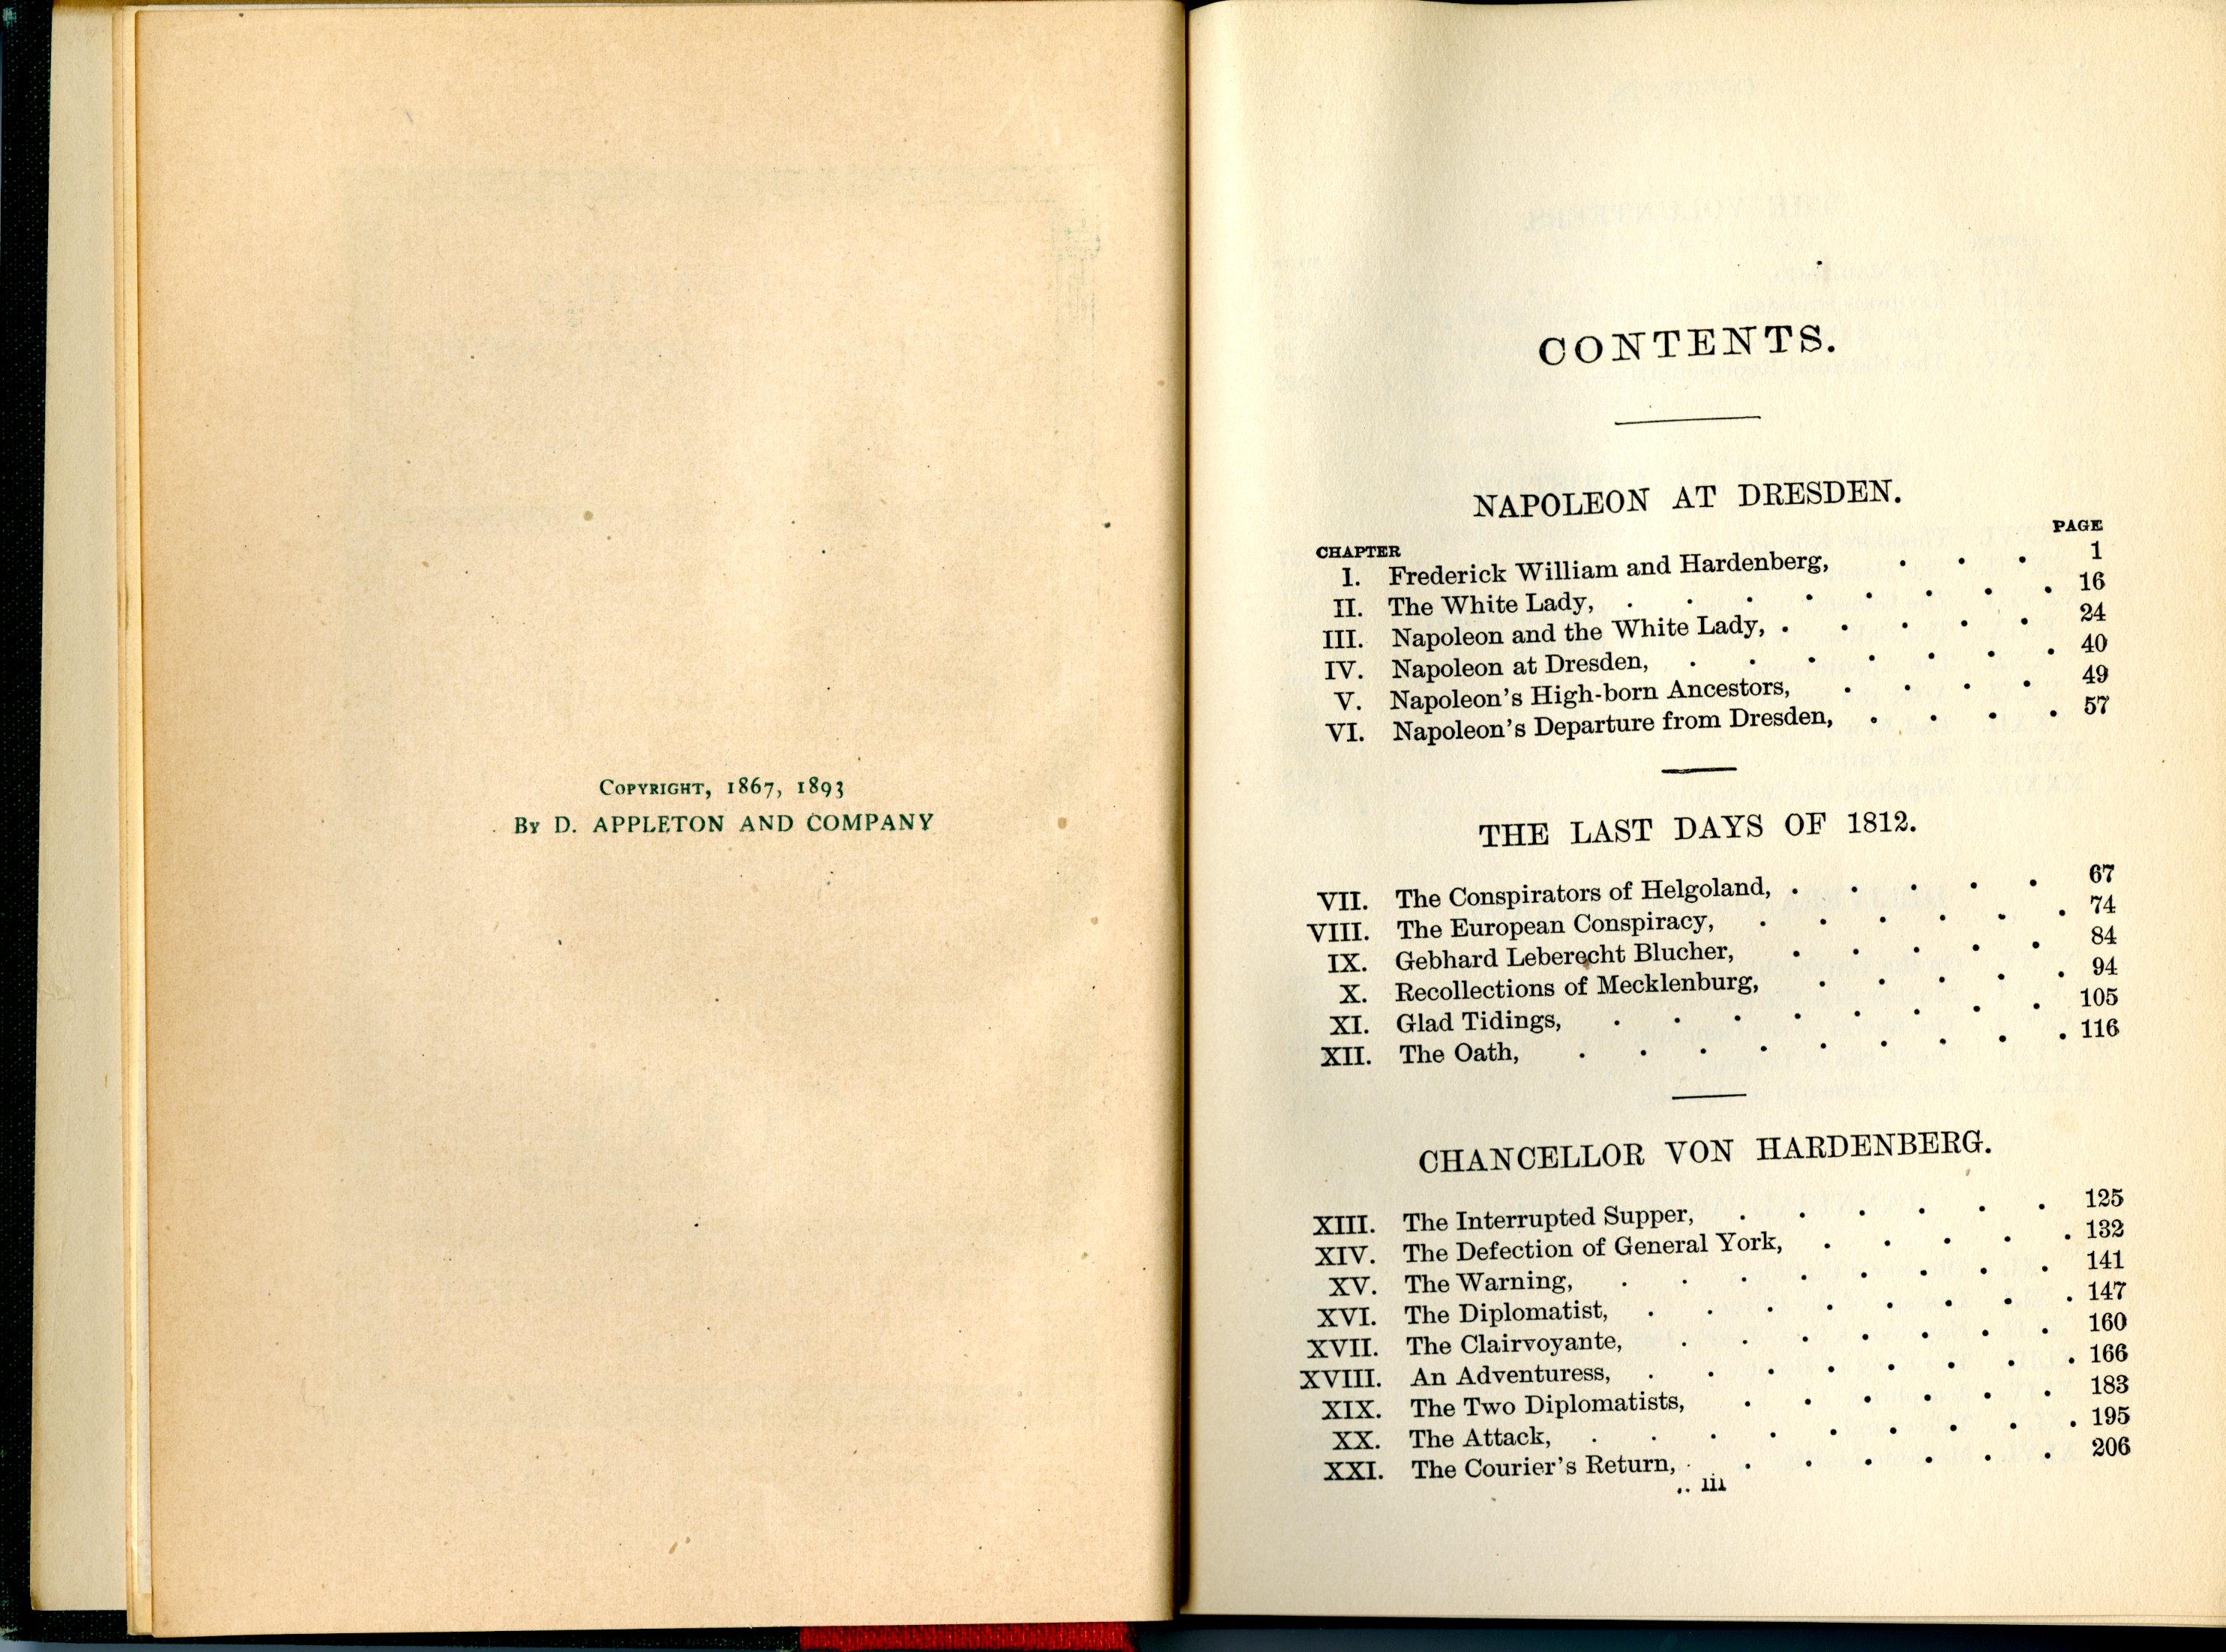 COPYRIGHT, 1867, 1893
BY D. APPLETON AND COMPANY
CONTENTS.
NAPOLEON AT DRESDEN.
CHAPTER PAGE
I. Frederick William and Hardenberg, . . . 1
II. The White Lady, . . . . . . . . 16
III. Napoleon and the White Lady, . . . . . 24
IV. Napoleon at Dresden, . . . . . . . 40
V. Napoleon's High-born Ancestors, . . . . 49
VI. Napoleon's Departure from Dresden, . . . . 57
THE LAST DAYS OF 1812.
VII. The Conspirators of Helgoland, . . . . . 67
VIII. The European Conspiracy, . . . . . . 74
IX. Gebhard Leberecht Blucher, . . . . . 84
X. Recollections of Mecklenburg, . . . . . 94
XI. Glad Tidings, . . . . . . . . 105
XII. The Oath, . . . . . . . . . 116
CHANCELLOR VON HARDENBERG.
XIII. The Interrupted Supper, . . . . . . 125
XIV. The Defection of General York, . . . . . 132
XV. The Warning, . . . . . . . . 141
XVI. The Diplomatist, . . . . . . . . 147
XVII. The Clairvoyante, . . . . . . . 160
XVIII. An Adventuress, . . . . . . . . 166
XIX. The Two Diplomatists, . . . . . . 183
XX. The Attack, . . . . . . . . . 195
XXI. The Courier's Return, . . . . . . . 206
iii